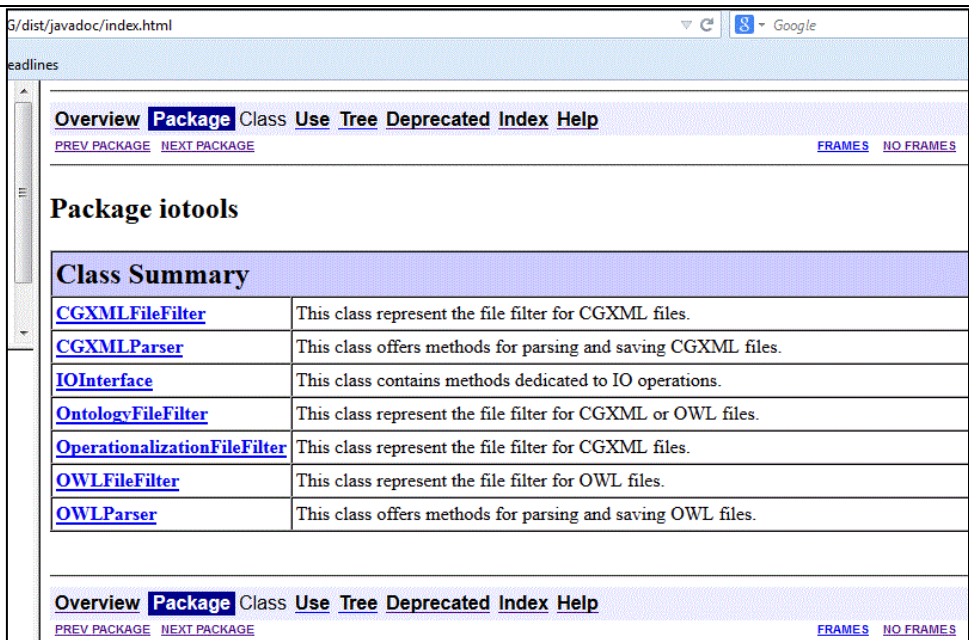 G/dist/javadoc/index.html Google
eadlines
Overview Package Class Use Tree Deprecated Index Help
PREV PACKAGE NEXT PACKAGE FRAMES NO FRAMES
Package iotools
Class Summary
CGXMLFileFilter This class represent the file filter for CGXML files.
CGXMLParser This class offers methods for parsing and saving CGXML files.
IOInterface This class contains methods dedicated to IO operations.
OntologyFileFilter This class represent the file filter for CGXML or OWL files.
OperationalizationFileFilter This class represent the file filter for CGXML files.
OWLFileFilter This class represent the file filter for OWL files.
OWLParser This class offers methods for parsing and saving OWL files.
Overview Package Class Use Tree Deprecated Index Help
PREV PACKAGE NEXT PACKAGE FRAMES NO FRAMES